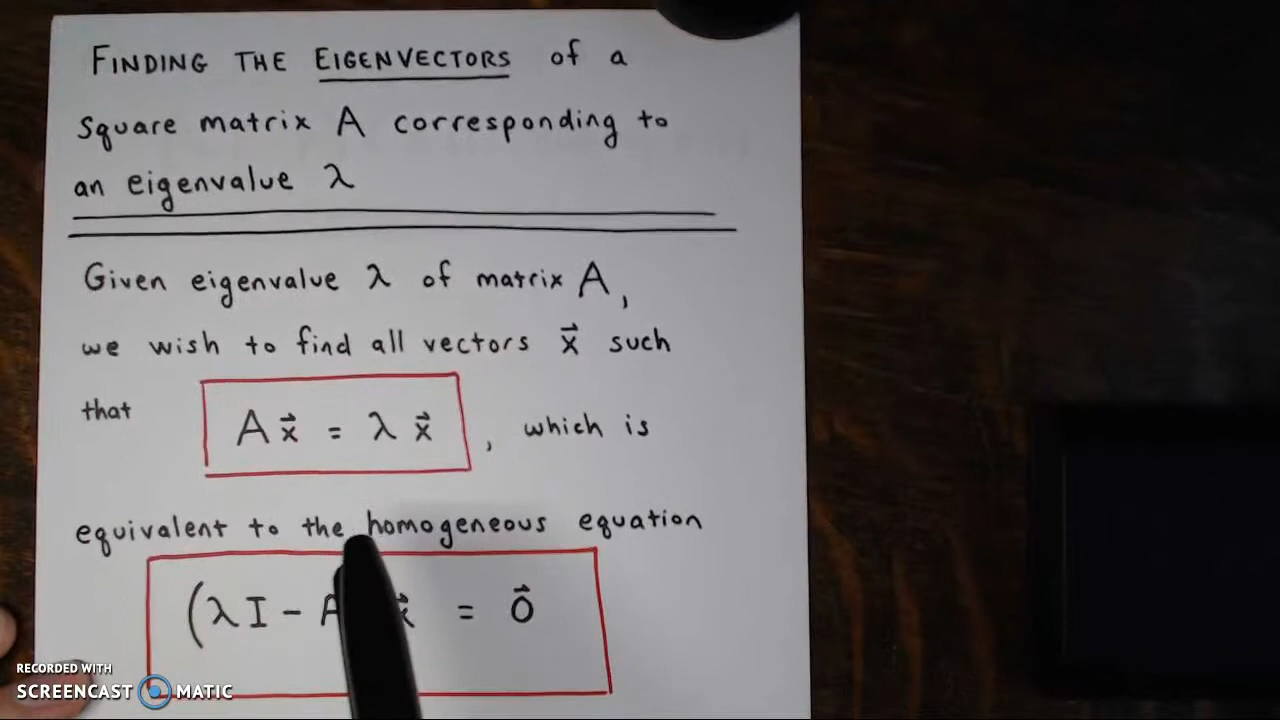 FINDING THE EIGENVECTORS of a
square matrix A corresponding to
an eigenvalue λ
Given eigenvalue λ of matrix A,
we wish to find all vectors x⃗ such
that A x⃗ = λ x⃗ , which is
equivalent to the homogeneous equation
(λI - A x⃗ = 0⃗
RECORDED WITH
SCREENCAST MATIC